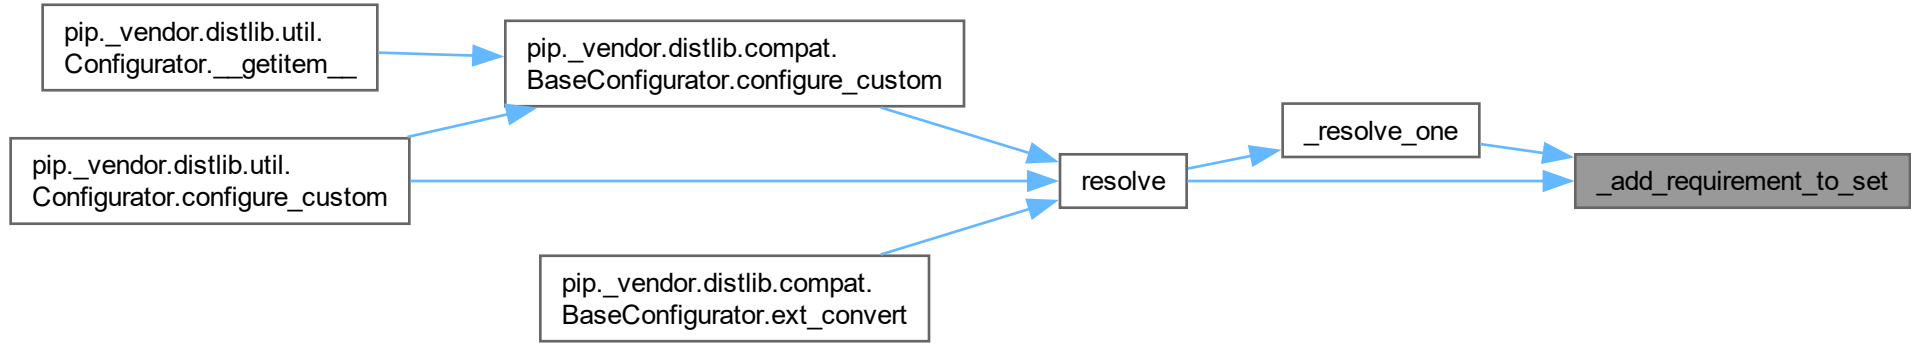 pip._vendor.distlib.util.
Configurator.__getitem__
pip._vendor.distlib.compat.
BaseConfigurator.configure_custom
_resolve_one
pip._vendor.distlib.util.
Configurator.configure_custom
resolve
_add_requirement_to_set
pip._vendor.distlib.compat.
BaseConfigurator.ext_convert